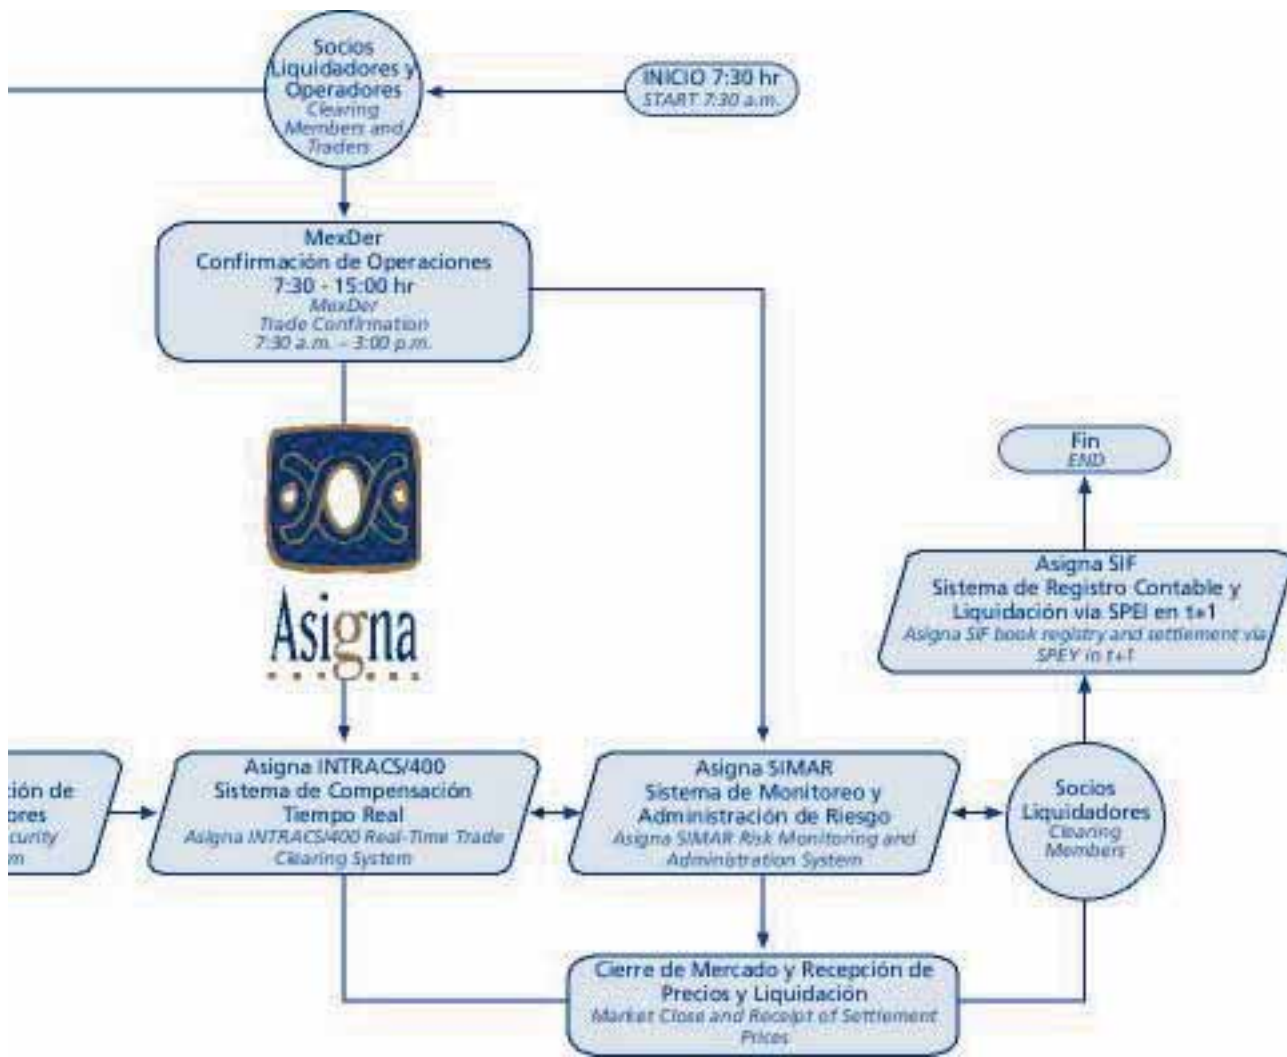 Socios
Liquidadores y
Operadores
Clearing
Members and
Traders
INICIO 7:30 hr
START 7:30 a.m.
MexDer
Confirmación de Operaciones
7:30 - 15:00 hr
MexDer
Trade Confirmation
7:30 a.m. – 3:00 p.m.
Asigna
Fin
END
Asigna SIF
Sistema de Registro Contable y
Liquidación vía SPEI en t+1
Asigna SIF book registry and settlement via
SPEY in t+1
ción de
ores
curity
m
Asigna INTRACS/400
Sistema de Compensación
Tiempo Real
Asigna INTRACS/400 Real-Time Trade
Clearing System
Asigna SIMAR
Sistema de Monitoreo y
Administración de Riesgo
Asigna SIMAR Risk Monitoring and
Administration System
Socios
Liquidadores
Clearing
Members
Cierre de Mercado y Recepción de
Precios y Liquidación
Market Close and Receipt of Settlement
Prices